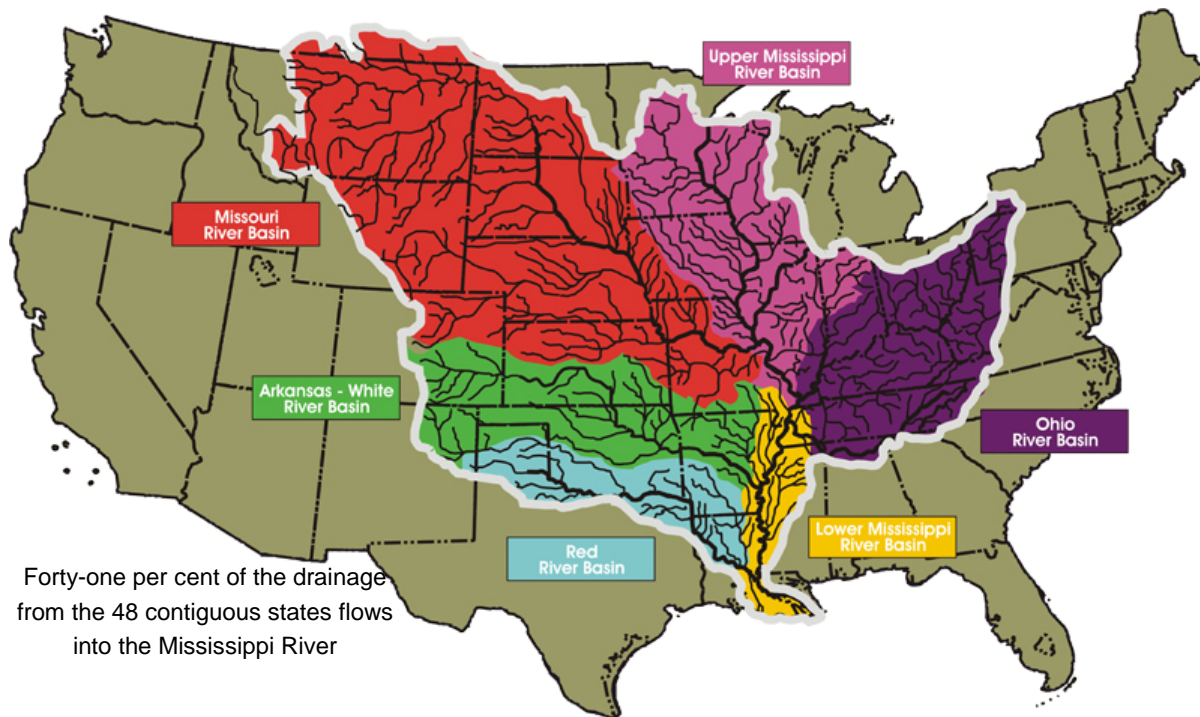 Upper Mississippi
River Basin
Missouri
River Basin
Arkansas - White
River Basin
Ohio
River Basin
Lower Mississippi
River Basin
Red
River Basin
Forty-one per cent of the drainage
from the 48 contiguous states flows
into the Mississippi River